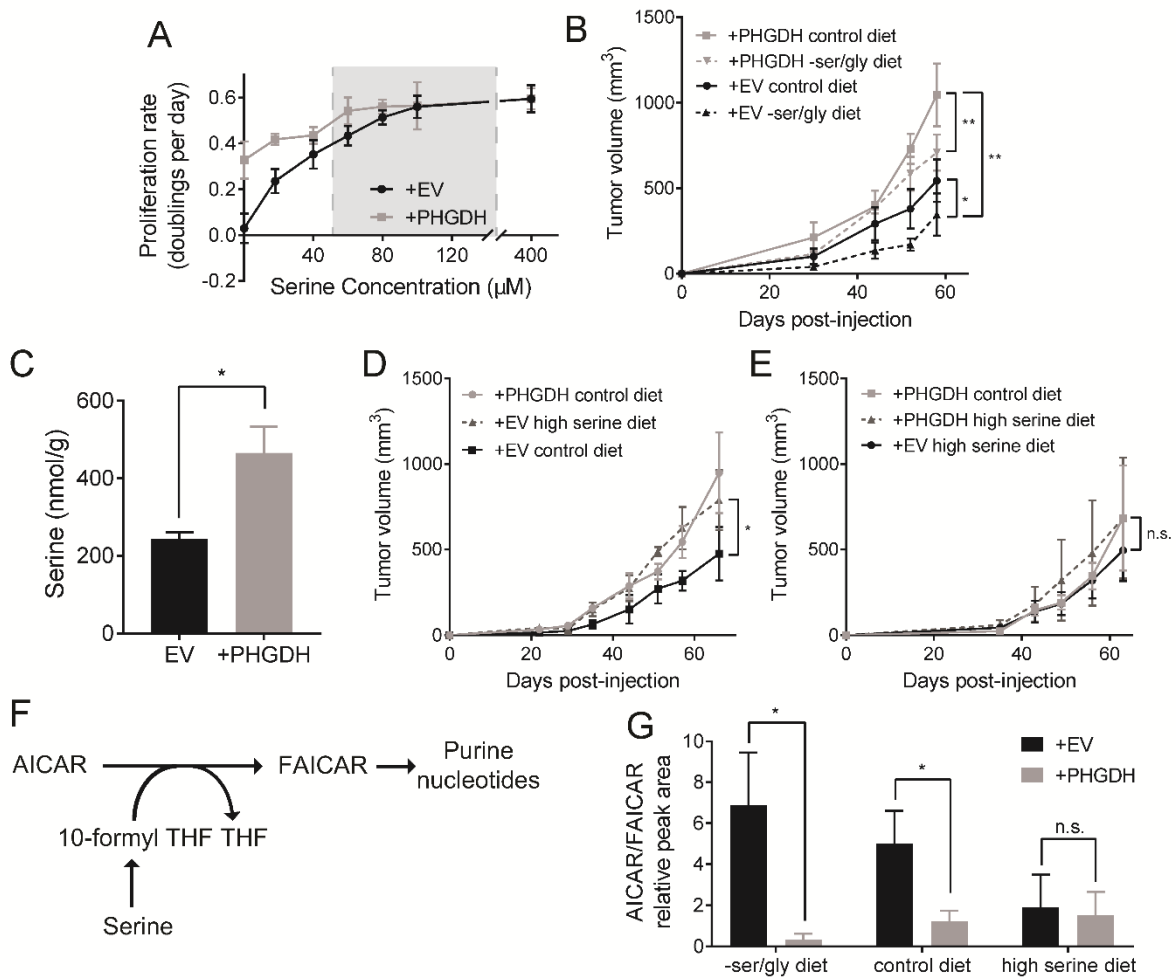 A
Proliferation rate
(doublings per day)
0.6
0.4
0.2
0.0
-0.2
40
80
120
400
Serine Concentration (µM)
+EV
+PHGDH
B
Tumor volume (mm³)
1500
1000
500
0
0
20
40
60
Days post-injection
+PHGDH control diet
+PHGDH -ser/gly diet
+EV control diet
+EV -ser/gly diet
**
**
*
C
Serine (nmol/g)
600
400
200
0
EV
+PHGDH
*
D
Tumor volume (mm³)
1500
1000
500
0
0
20
40
60
Days post-injection
+PHGDH control diet
+EV high serine diet
+EV control diet
*
E
Tumor volume (mm³)
1500
1000
500
0
0
20
40
60
Days post-injection
+PHGDH control diet
+PHGDH high serine diet
+EV high serine diet
n.s.
F
AICAR
FAICAR
Purine
nucleotides
10-formyl THF THF
Serine
G
AICAR/FAICAR
relative peak area
10
8
6
4
2
0
*
*
n.s.
+EV
+PHGDH
-ser/gly diet
control diet
high serine diet